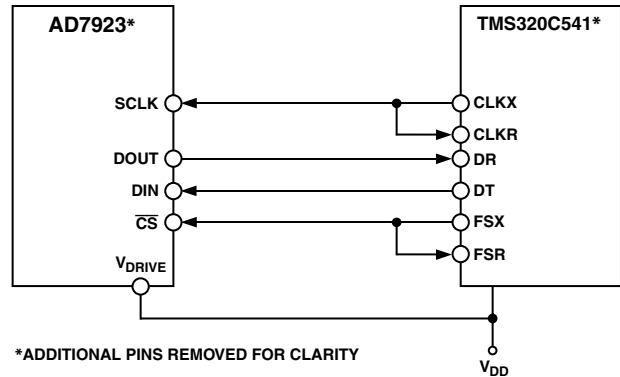 AD7923*
TMS320C541*
SCLK
CLKX
CLKR
DOUT
DR
DIN
DT
CS
FSX
FSR
VDRIVE
*ADDITIONAL PINS REMOVED FOR CLARITY
VDD